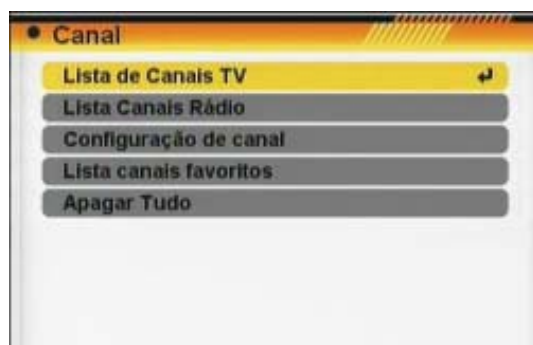 Canal
Lista de Canais TV
Lista Canais Rádio
Configuração de canal
Lista canais favoritos
Apagar Tudo